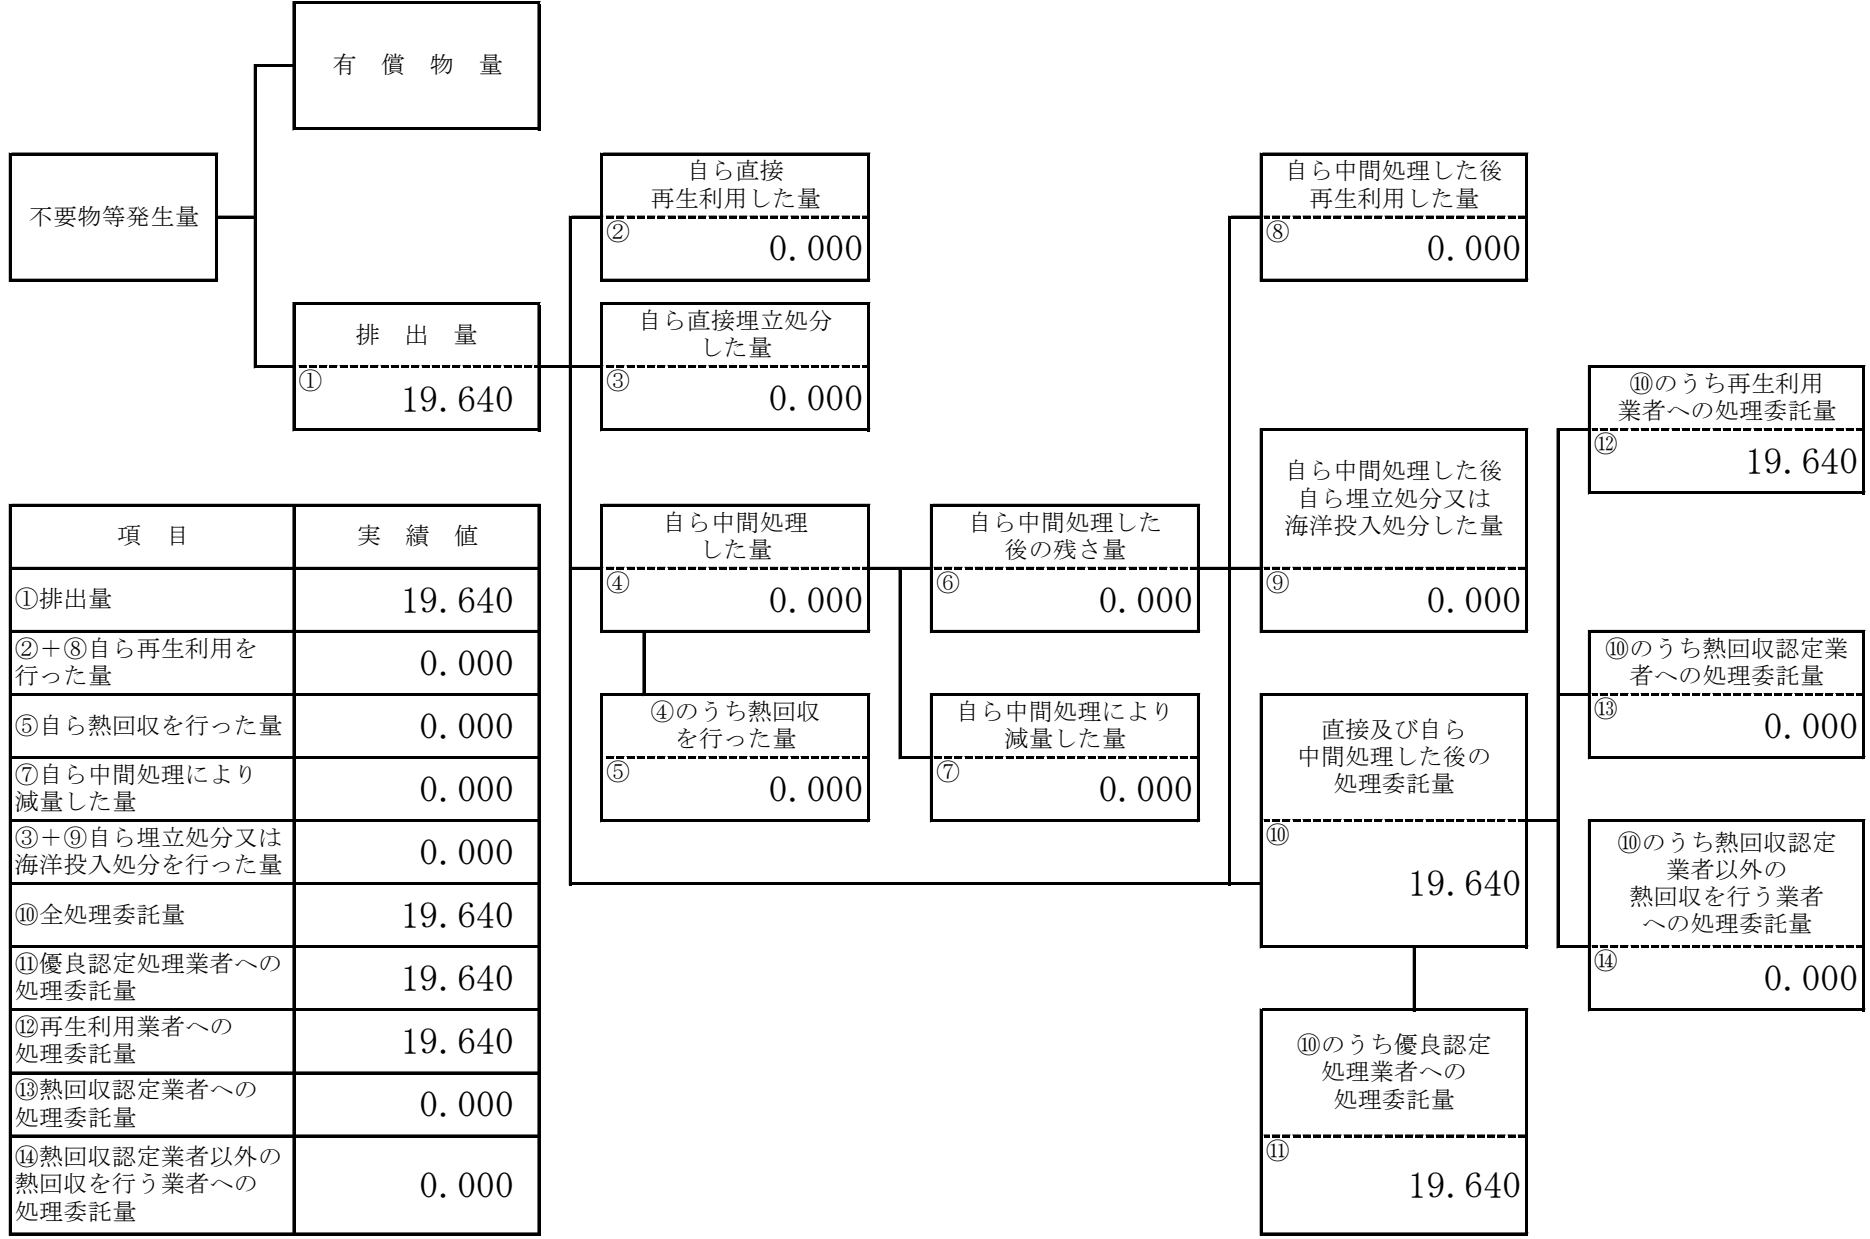 有　償　物　量
不要物等発生量
排　出　量
①
19.640
自ら直接
再生利用した量
②
0.000
自ら直接埋立処分
した量
③
0.000
自ら中間処理
した量
④
0.000
④のうち熱回収
を行った量
⑤
0.000
自ら中間処理した
後の残さ量
⑥
0.000
自ら中間処理により
減量した量
⑦
0.000
自ら中間処理した後
再生利用した量
⑧
0.000
自ら中間処理した後
自ら埋立処分又は
海洋投入処分した量
⑨
0.000
直接及び自ら
中間処理した後の
処理委託量
⑩
19.640
⑩のうち優良認定
処理業者への
処理委託量
⑪
19.640
⑩のうち再生利用
業者への処理委託量
⑫
19.640
⑩のうち熱回収認定業
者への処理委託量
⑬
0.000
⑩のうち熱回収認定
業者以外の
熱回収を行う業者
への処理委託量
⑭
0.000
項　目　実　績　値
①排出量　19.640
②＋⑧自ら再生利用を
行った量　0.000
⑤自ら熱回収を行った量　0.000
⑦自ら中間処理により
減量した量　0.000
③＋⑨自ら埋立処分又は
海洋投入処分を行った量　0.000
⑩全処理委託量　19.640
⑪優良認定処理業者への
処理委託量　19.640
⑫再生利用業者への
処理委託量　19.640
⑬熱回収認定業者への
処理委託量　0.000
⑭熱回収認定業者以外の
熱回収を行う業者への
処理委託量　0.000